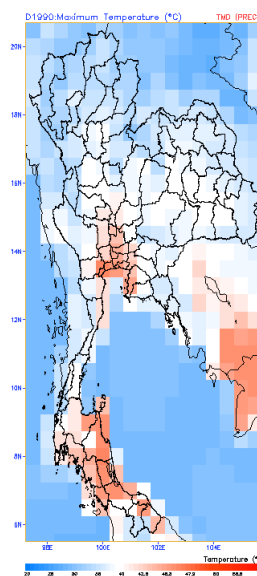 D1990:Maximum Temperature (°C) TMD (PREC
20N
18N
16N
14N
12N
10N
8N
6N
98E 100E 102E 104E
Temperature (°